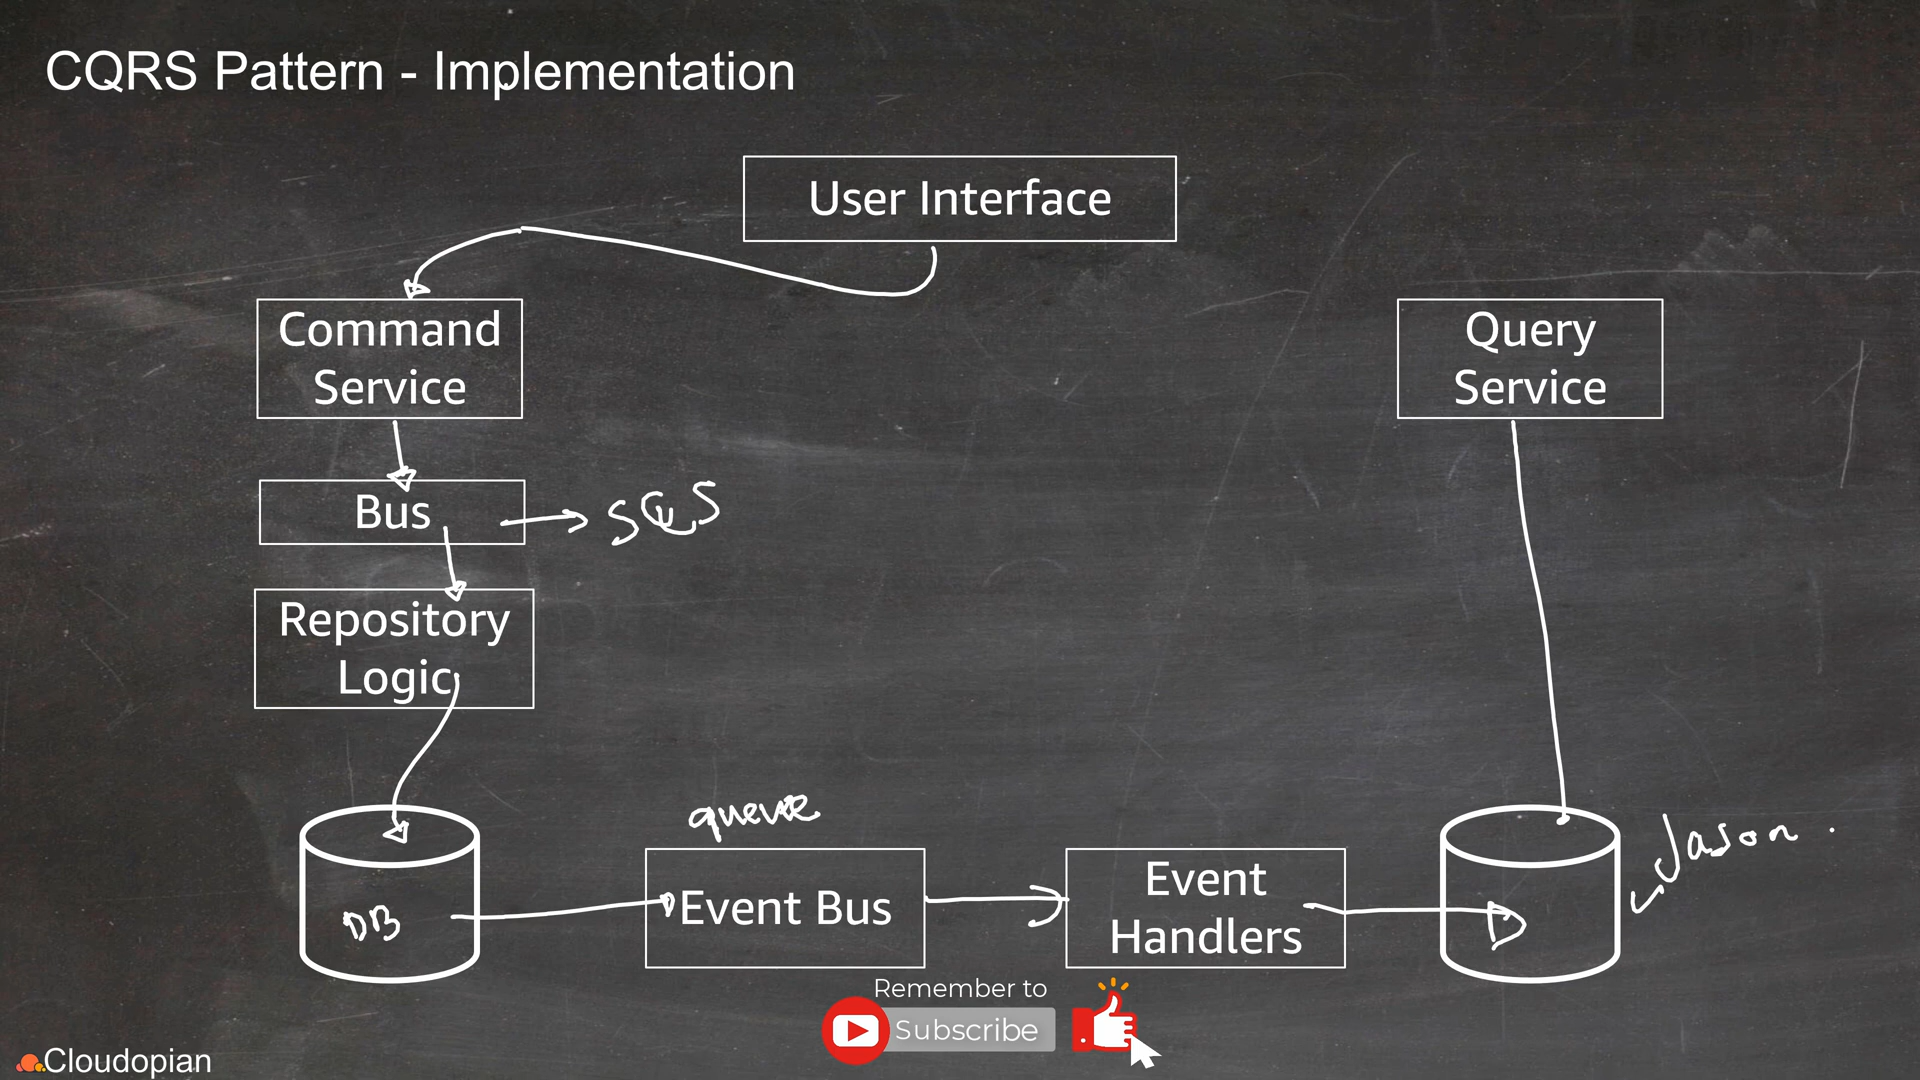 CQRS Pattern - Implementation
User Interface
Command
Service
Query
Service
Bus
SQS
Repository
Logic
queue
Jason.
DB
Event Bus
Event
Handlers
Remember to
Subscribe
Cloudopian